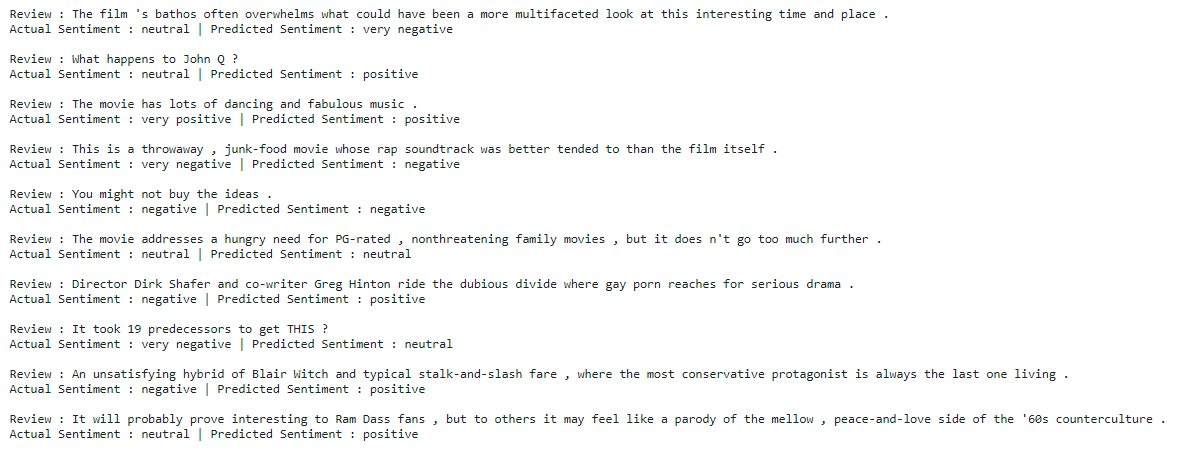 Review : The film 's bathos often overwhelms what could have been a more multifaceted look at this interesting time and place .
Actual Sentiment : neutral | Predicted Sentiment : very negative
Review : What happens to John Q ?
Actual Sentiment : neutral | Predicted Sentiment : positive
Review : The movie has lots of dancing and fabulous music .
Actual Sentiment : very positive | Predicted Sentiment : positive
Review : This is a throwaway , junk-food movie whose rap soundtrack was better tended to than the film itself .
Actual Sentiment : very negative | Predicted Sentiment : negative
Review : You might not buy the ideas .
Actual Sentiment : negative | Predicted Sentiment : negative
Review : The movie addresses a hungry need for PG-rated , nonthreatening family movies , but it does n't go too much further .
Actual Sentiment : neutral | Predicted Sentiment : neutral
Review : Director Dirk Shafer and co-writer Greg Hinton ride the dubious divide where gay porn reaches for serious drama .
Actual Sentiment : negative | Predicted Sentiment : positive
Review : It took 19 predecessors to get THIS ?
Actual Sentiment : very negative | Predicted Sentiment : neutral
Review : An unsatisfying hybrid of Blair Witch and typical stalk-and-slash fare , where the most conservative protagonist is always the last one living .
Actual Sentiment : negative | Predicted Sentiment : positive
Review : It will probably prove interesting to Ram Dass fans , but to others it may feel like a parody of the mellow , peace-and-love side of the '60s counterculture .
Actual Sentiment : neutral | Predicted Sentiment : positive